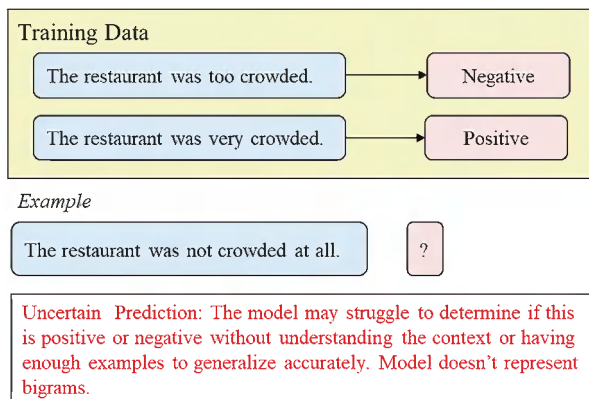 Training Data
The restaurant was too crowded.
Negative
The restaurant was very crowded.
Positive
Example
The restaurant was not crowded at all.
?
Uncertain Prediction: The model may struggle to determine if this
is positive or negative without understanding the context or having
enough examples to generalize accurately. Model doesn’t represent
bigrams.